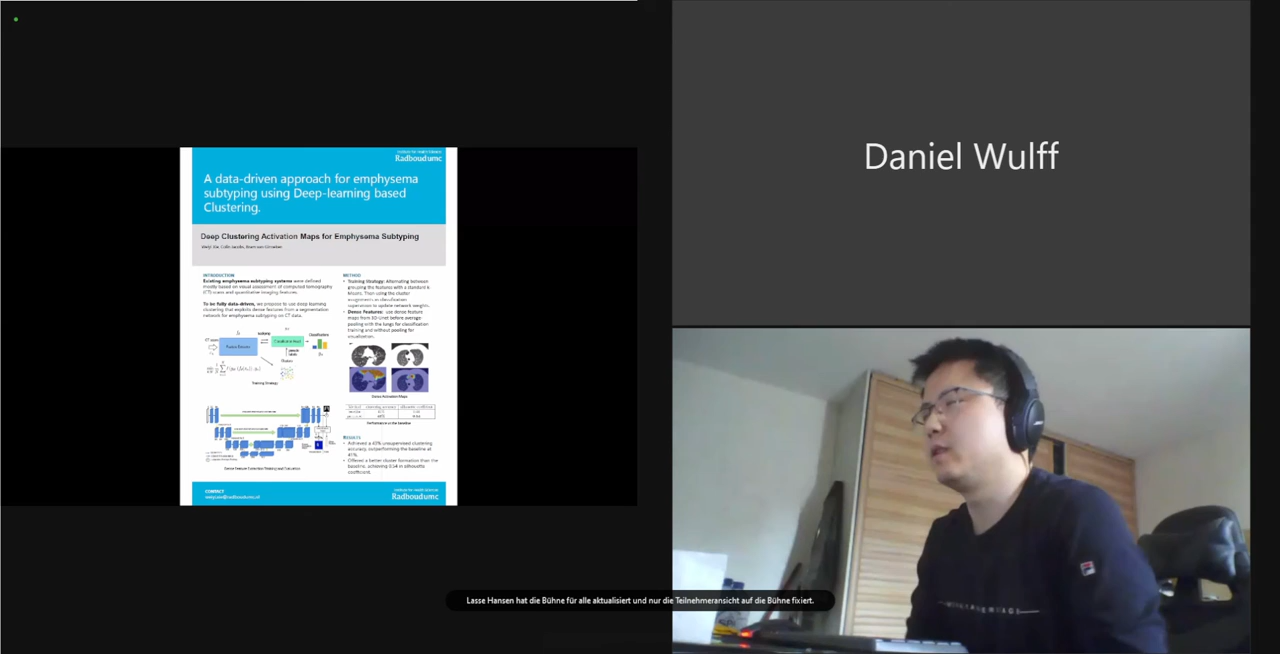 Radboudumc
A data-driven approach for emphysema
subtyping using Deep-learning based
Clustering.
Deep Clustering Activation Maps for Emphysema Subtyping
INTRODUCTION
Existing emphysema subtyping systems were defined
mostly based on visual assessment of computed tomography
(CT) scans and quantitative imaging features.
To be fully data-driven, we propose to use deep learning
clustering that exploits dense features from a segmentation
network for emphysema subtyping on CT data.
Training Strategy
METHOD
• Training Strategy: Alternating between
grouping the features with a standard k
Means. Then using the cluster
assignments as classification
supervision to update network weights.
• Dense Features: use dense feature
maps from 3D-Unet before average
pooling with the lungs for classification
training and without pooling for
visualization.
Dense Activation Maps
Performance vs the baseline
RESULTS
• Achieved a 43% unsupervised clustering
accuracy, outperforming the baseline at
41%.
• Offered a better cluster formation than the
baseline, achieving 0.54 in silhouette
coefficient.
CONTACT
Radboudumc
Daniel Wulff
Lasse Hansen hat die Bühne für alle aktualisiert und nur die Teilnehmeransicht auf die Bühne fixiert.